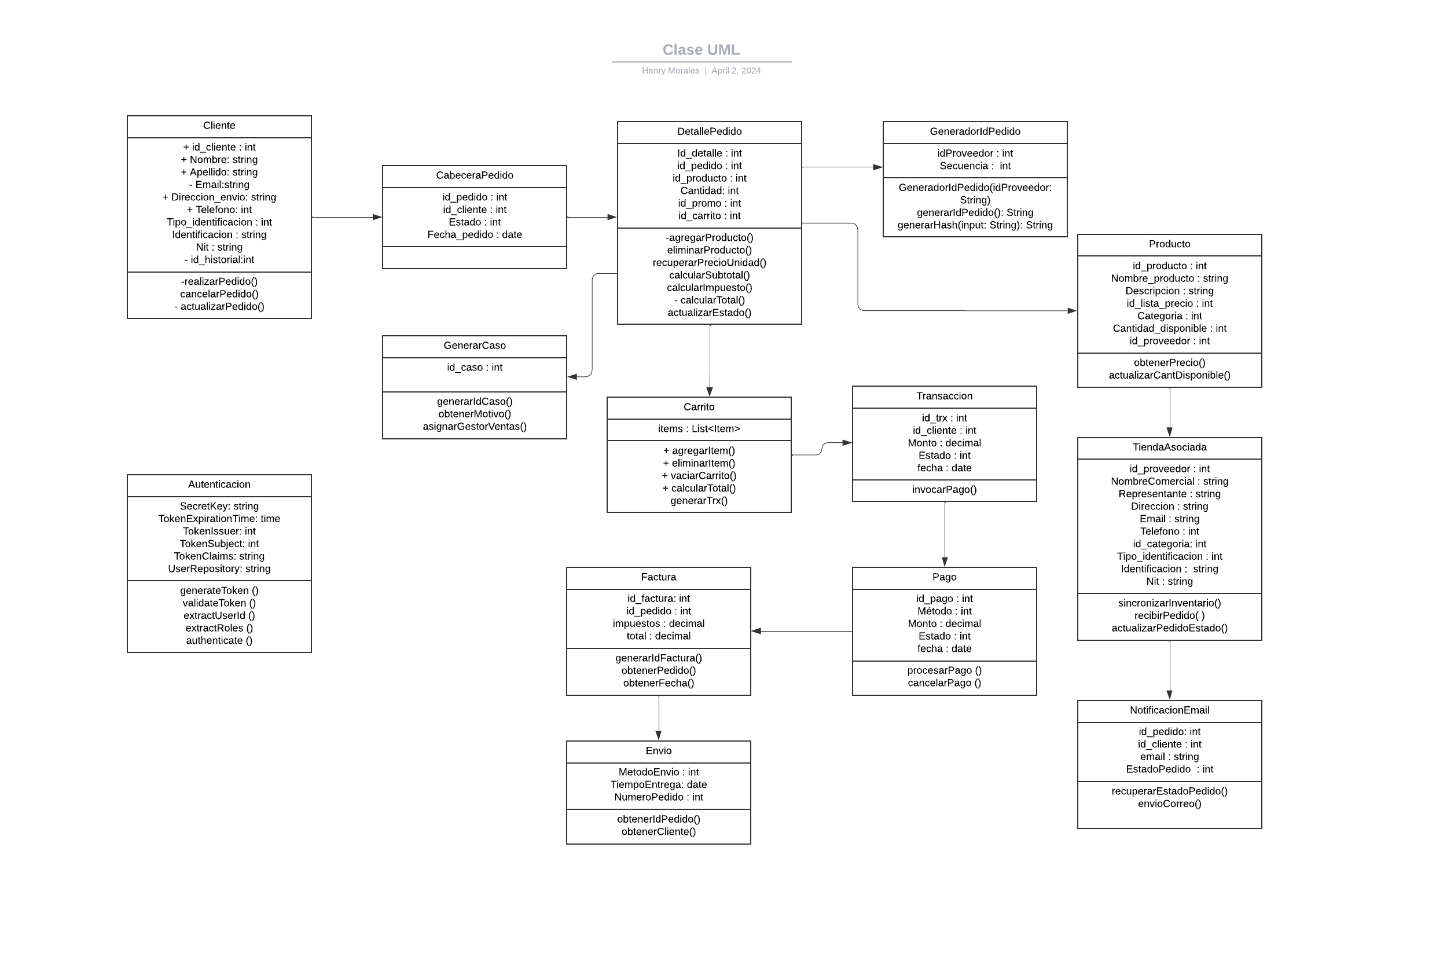 Clase UML
Henry Morales | April 2, 2024
Cliente
+ id_cliente : int
+ Nombre: string
+ Apellido: string
- Email:string
+ Direccion_envio: string
+ Telefono: int
Tipo_identificacion : int
Identificacion : string
Nit : string
- id_historial:int
-realizarPedido()
cancelarPedido()
- actualizarPedido()
CabeceraPedido
id_pedido : int
id_cliente : int
Estado : int
Fecha_pedido : date
DetallePedido
Id_detalle : int
id_pedido : int
id_producto : int
Cantidad: int
id_promo : int
id_carrito : int
-agregarProducto()
eliminarProducto()
recuperarPrecioUnidad()
calcularSubtotal()
calcularImpuesto()
- calcularTotal()
actualizarEstado()
GeneradorIdPedido
idProveedor : int
Secuencia : int
GeneradorIdPedido(idProveedor:
String)
generarIdPedido(): String
generarHash(input: String): String
Producto
id_producto : int
Nombre_producto : string
Descripcion : string
id_lista_precio : int
Categoria : int
Cantidad_disponible : int
id_proveedor : int
obtenerPrecio()
actualizarCantDisponible()
GenerarCaso
id_caso : int
generarIdCaso()
obtenerMotivo()
asignarGestorVentas()
Carrito
items : List<Item>
+ agregarItem()
+ eliminarItem()
+ vaciarCarrito()
+ calcularTotal()
generarTrx()
Transaccion
id_trx : int
id_cliente : int
Monto : decimal
Estado : int
fecha : date
invocarPago()
TiendaAsociada
id_proveedor : int
NombreComercial : string
Representante : string
Direccion : string
Email : string
Telefono : int
id_categoria: int
Tipo_identificacion : int
Identificacion : string
Nit : string
sincronizarInventario()
recibirPedido( )
actualizarPedidoEstado()
Autenticacion
SecretKey: string
TokenExpirationTime: time
TokenIssuer: int
TokenSubject: int
TokenClaims: string
UserRepository: string
generateToken ()
validateToken ()
extractUserId ()
extractRoles ()
authenticate ()
Factura
id_factura: int
id_pedido : int
impuestos : decimal
total : decimal
generarIdFactura()
obtenerPedido()
obtenerFecha()
Pago
id_pago : int
Método : int
Monto : decimal
Estado : int
fecha : date
procesarPago ()
cancelarPago ()
Envio
MetodoEnvio : int
TiempoEntrega: date
NumeroPedido : int
obtenerIdPedido()
obtenerCliente()
NotificacionEmail
id_pedido: int
id_cliente : int
email : string
EstadoPedido : int
recuperarEstadoPedido()
envioCorreo()